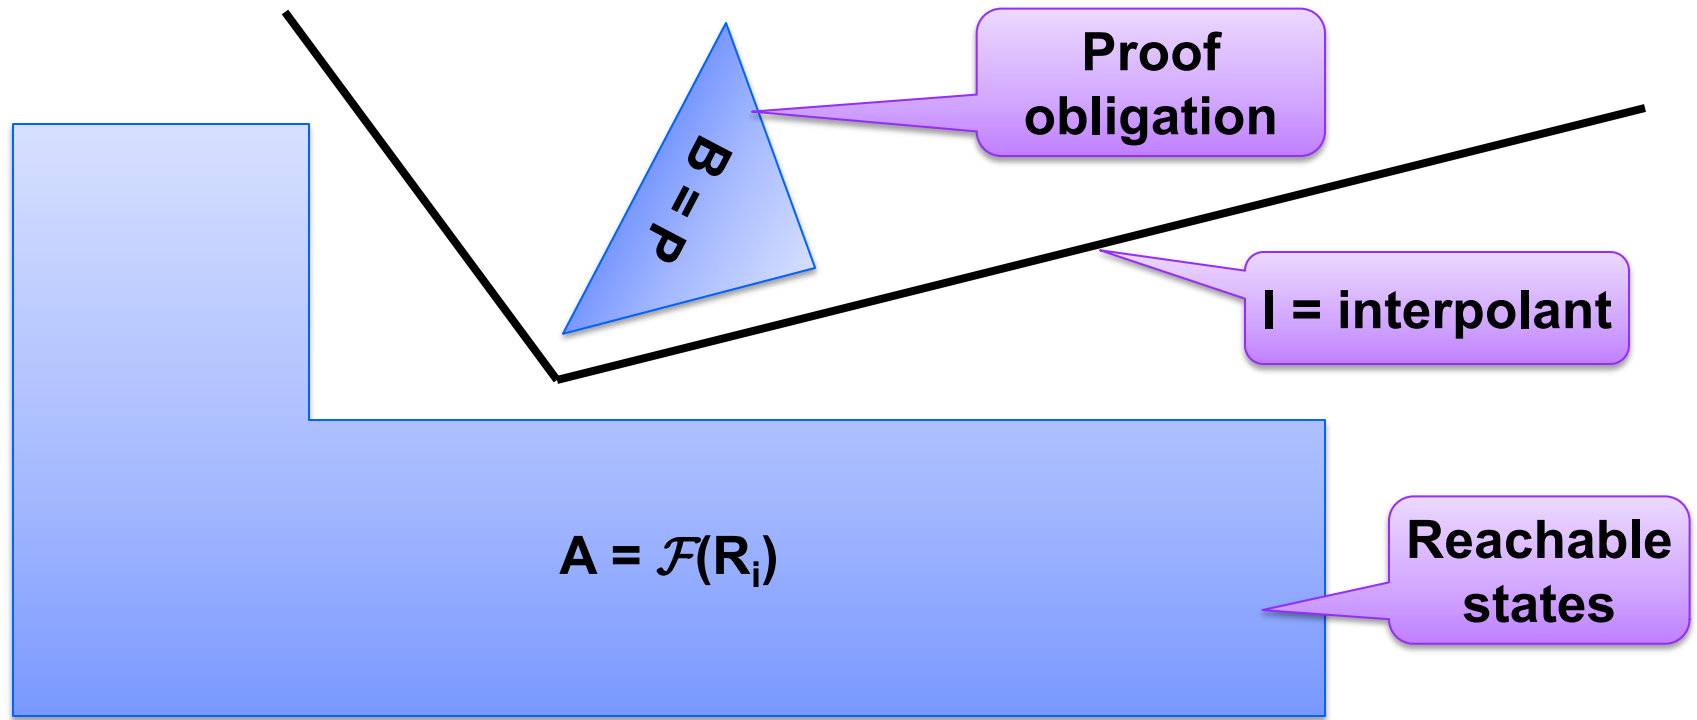 Proof
obligation
B = P
I = interpolant
A = ℱ(Rᵢ)
Reachable
states